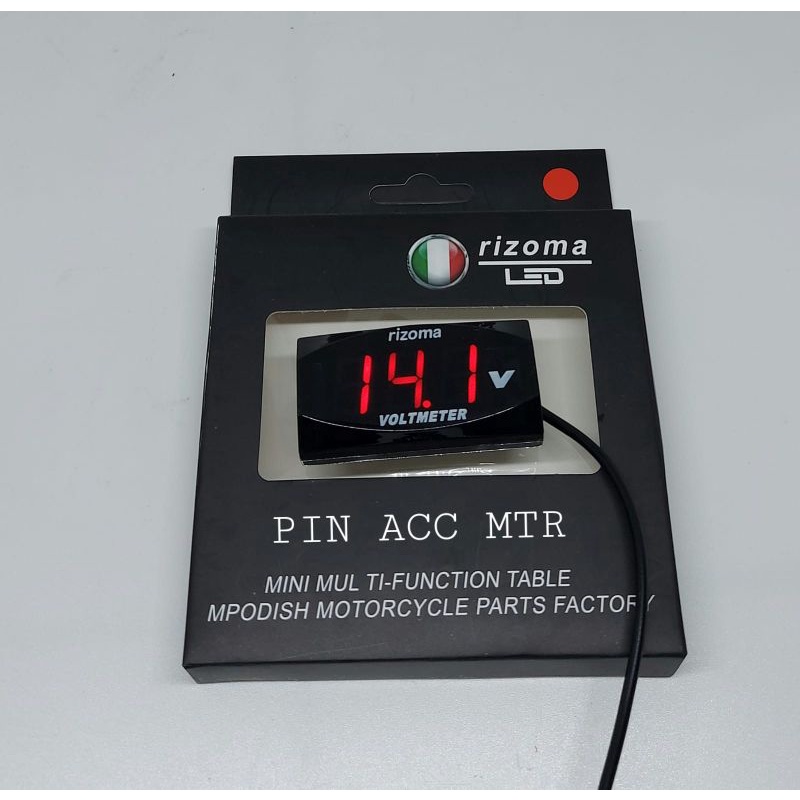 rizoma
LED
rizoma
14.1 V
VOLTMETER
PIN ACC MTR
MINI MUL TI-FUNCTION TABLE
MPODISH MOTORCYCLE PARTS FACTORY